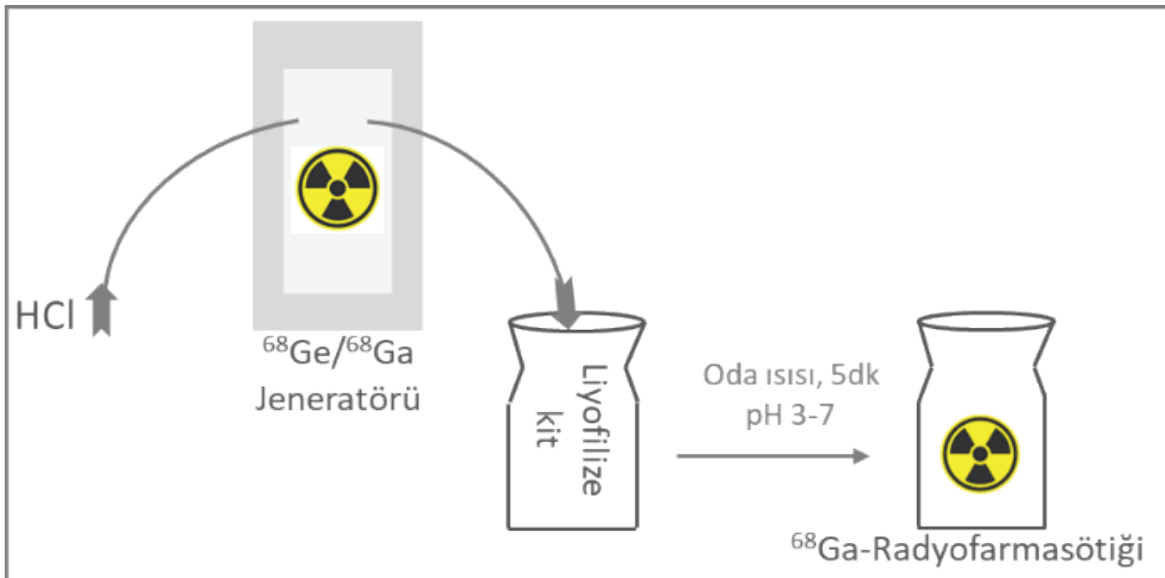 HCl
⁶⁸Ge/⁶⁸Ga
Jeneratörü
Liyofilize
kit
Oda ısısı, 5dk
pH 3-7
⁶⁸Ga-Radyofarmasötiği